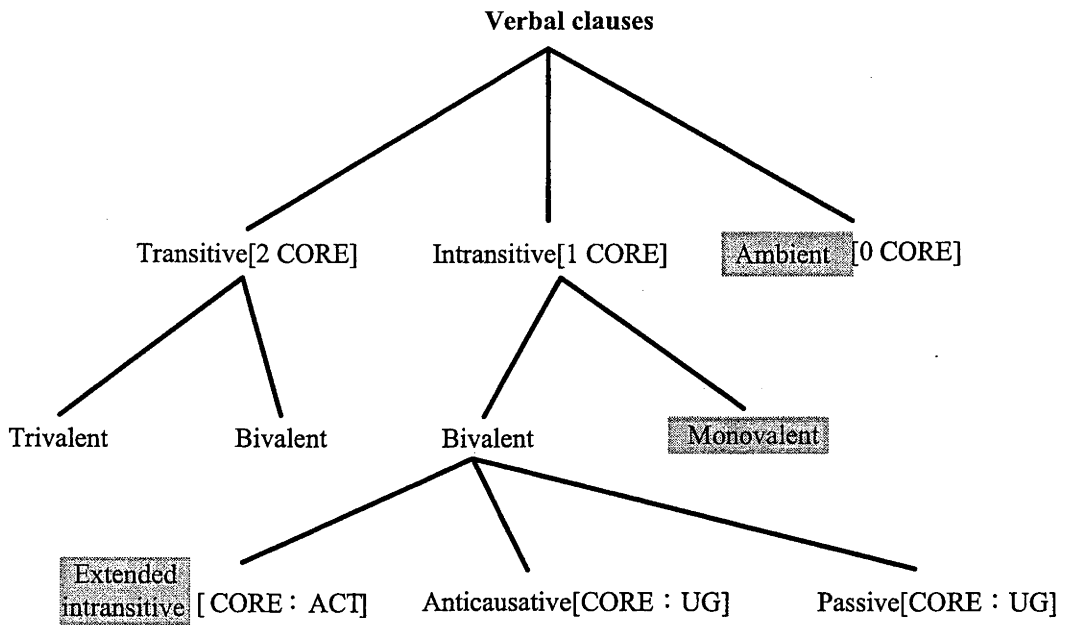 Verbal clauses
Transitive[2 CORE] Intransitive[1 CORE] Ambient [0 CORE]
Trivalent Bivalent Bivalent Monovalent
Extended
intransitive [ CORE : ACT] Anticausative[CORE : UG] Passive[CORE : UG]